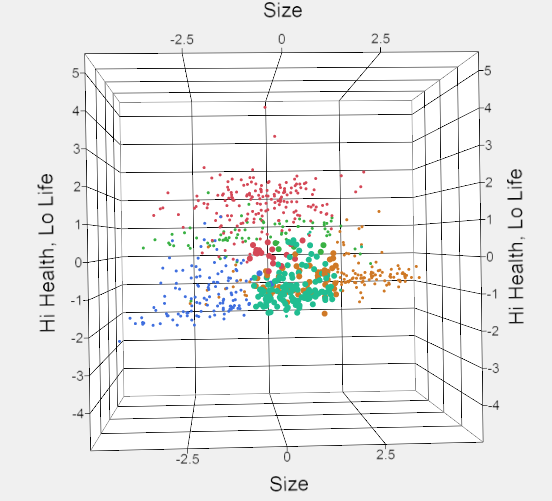 Size
-2.5 0 2.5
5 5
4 4
3 3
2 2
1 1
0 0
-1 -1
-2 -2
-3 -3
-4 -4
Hi Health, Lo Life
Hi Health, Lo Life
-2.5 0 2.5
Size